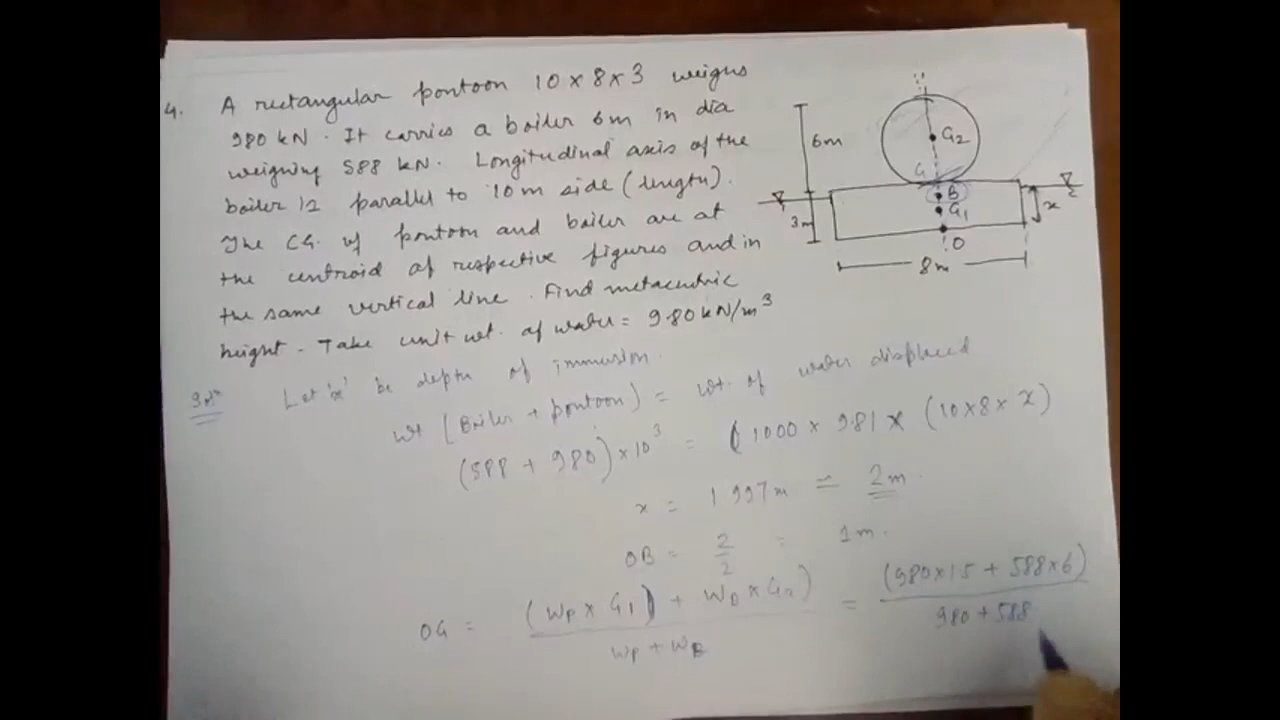 4. A rectangular pontoon 10 × 8 × 3 weighs
980 kN. It carries a boiler 6m in dia
weighing 588 kN. Longitudinal axis of the
boiler is parallel to 10 m side (length).
The CG. of pontoon and boiler are at
the centroid of respective figures and in
the same vertical line. Find metacentric
height. Take unit wt. of water = 9.80 kN/m³
6m
G2
G
B
G1
x
3m
O
8m
Soln Let 'x' be depth of immersion.
wt (Boiler + pontoon) = wt. of water displaced
(588 + 980) × 10³ = (1000 × 9.81 × (10×8× x)
x = 1.997m ≃ 2m.
OB = 2/2 = 1m.
OG = (WP × G1) + WB × G2) / WP + WB = (980×1.5 + 588×6) / 980 + 588